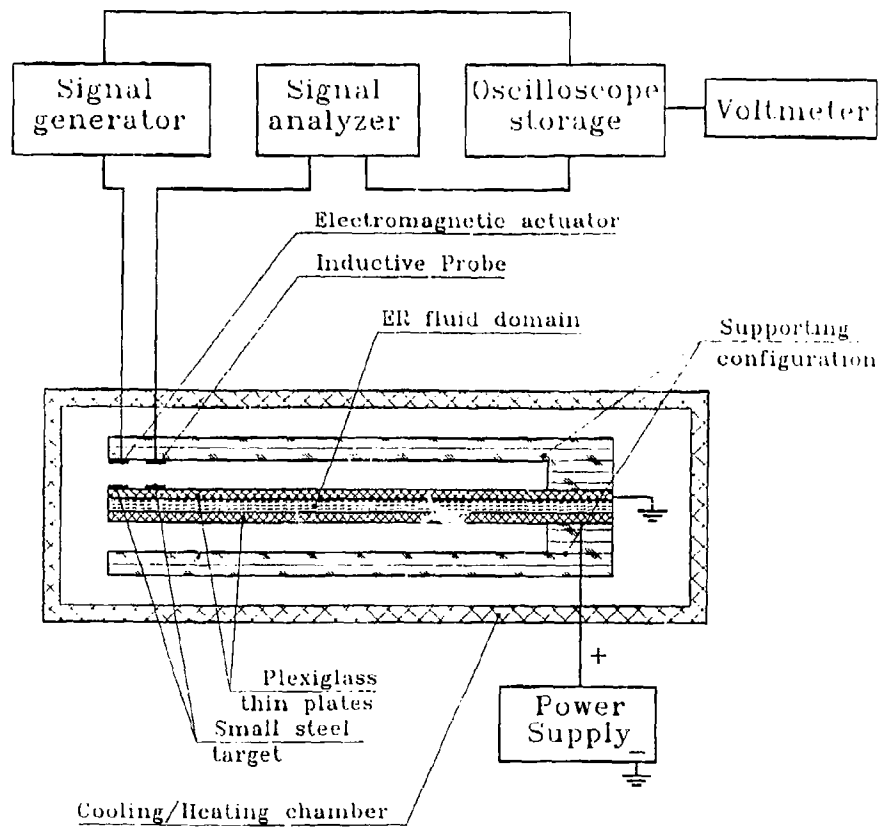 Signal
generator
Signal
analyzer
Oscilloscope
storage
Voltmeter
Electromagnetic actuator
Inductive Probe
ER fluid domain
Supporting
configuration
+
Plexiglass
thin plates
Small steel
target
Power
Supply
−
Cooling/Heating chamber